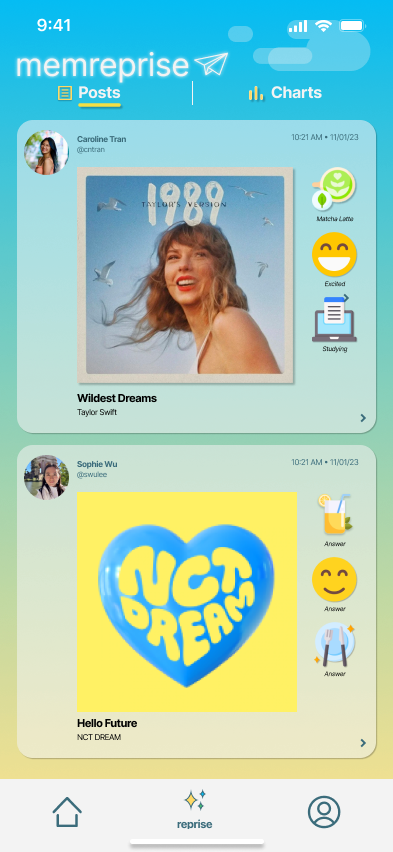 9:41
memreprise
Posts
Charts
Caroline Tran
@cntran
10:21 AM • 11/01/23
1989
TAYLOR'S VERSION
Matcha Latte
Excited
Studying
Wildest Dreams
Taylor Swift
Sophie Wu
@swulee
10:21 AM • 11/01/23
NCT
DREAM
Answer
Answer
Answer
Hello Future
NCT DREAM
reprise